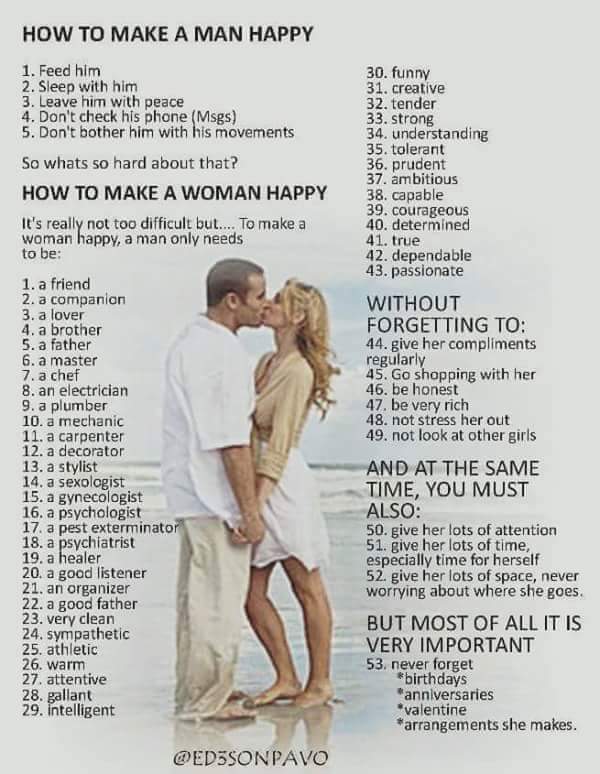 HOW TO MAKE A MAN HAPPY
1. Feed him
2. Sleep with him
3. Leave him with peace
4. Don't check his phone (Msgs)
5. Don't bother him with his movements
So whats so hard about that?
HOW TO MAKE A WOMAN HAPPY
It's really not too difficult but.... To make a
woman happy, a man only needs
to be:
1. a friend
2. a companion
3. a lover
4. a brother
5. a father
6. a master
7. a chef
8. an electrician
9. a plumber
10. a mechanic
11. a carpenter
12. a decorator
13. a stylist
14. a sexologist
15. a gynecologist
16. a psychologist
17. a pest exterminator
18. a psychiatrist
19. a healer
20. a good listener
21. an organizer
22. a good father
23. very clean
24. sympathetic
25. athletic
26. warm
27. attentive
28. gallant
29. intelligent
30. funny
31. creative
32. tender
33. strong
34. understanding
35. tolerant
36. prudent
37. ambitious
38. capable
39. courageous
40. determined
41. true
42. dependable
43. passionate
WITHOUT
FORGETTING TO:
44. give her compliments
regularly
45. Go shopping with her
46. be honest
47. be very rich
48. not stress her out
49. not look at other girls
AND AT THE SAME
TIME, YOU MUST
ALSO:
50. give her lots of attention
51. give her lots of time,
especially time for herself
52. give her lots of space, never
worrying about where she goes.
BUT MOST OF ALL IT IS
VERY IMPORTANT
53. never forget
*birthdays
*anniversaries
*valentine
*arrangements she makes.
@ED3SONPAVO